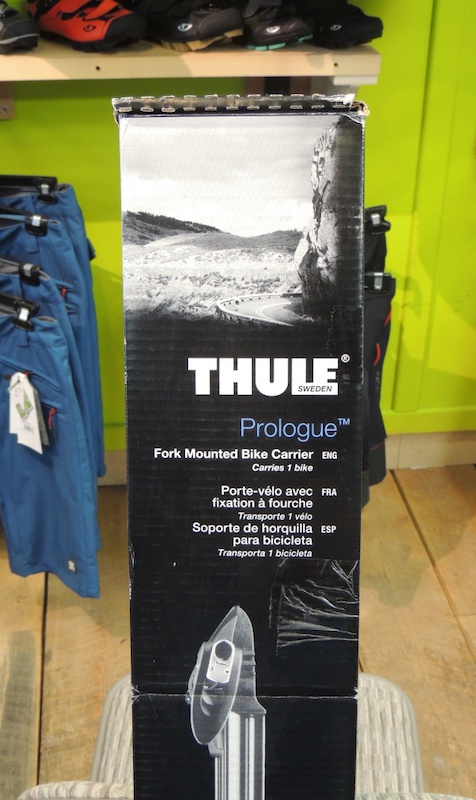 THULE®
SWEDEN
Prologue™
Fork Mounted Bike Carrier ENG
Carries 1 bike
Porte-vélo avec FRA
fixation à fourche
Transporte 1 vélo
Soporte de horquilla ESP
para bicicleta
Transporta 1 bicicleta